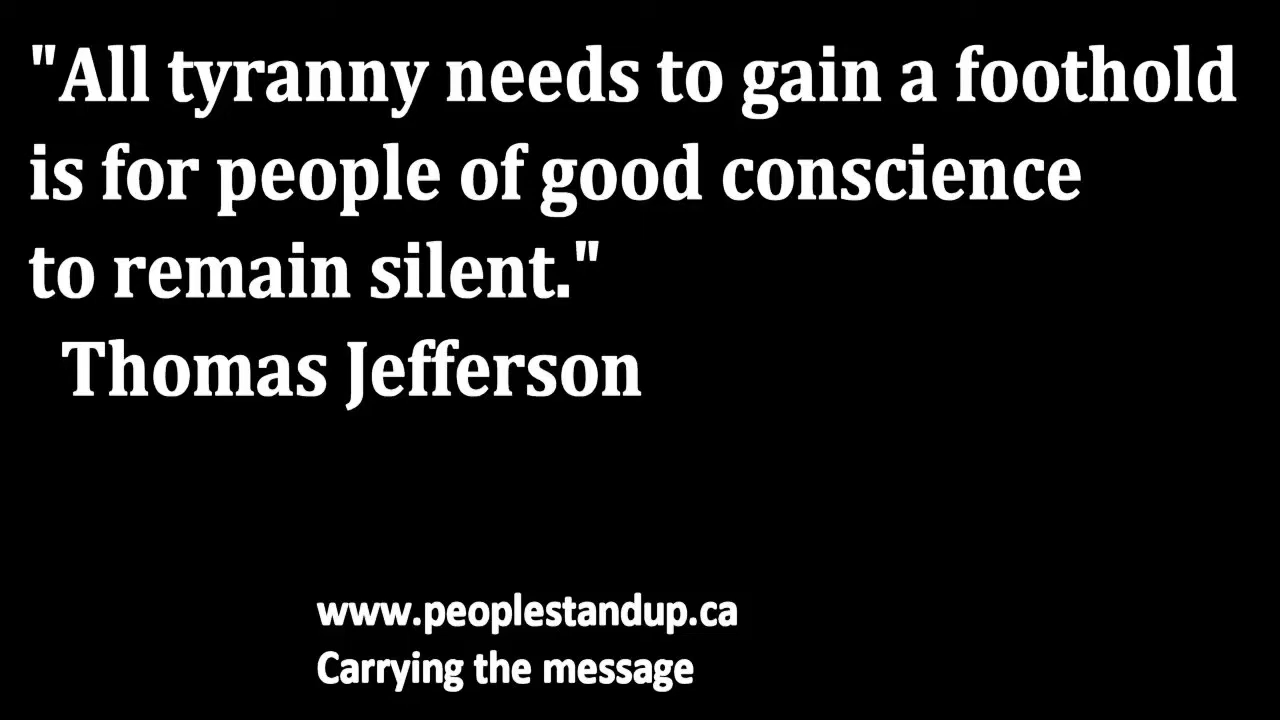 "All tyranny needs to gain a foothold
is for people of good conscience
to remain silent."
Thomas Jefferson
www.peoplestandup.ca
Carrying the message